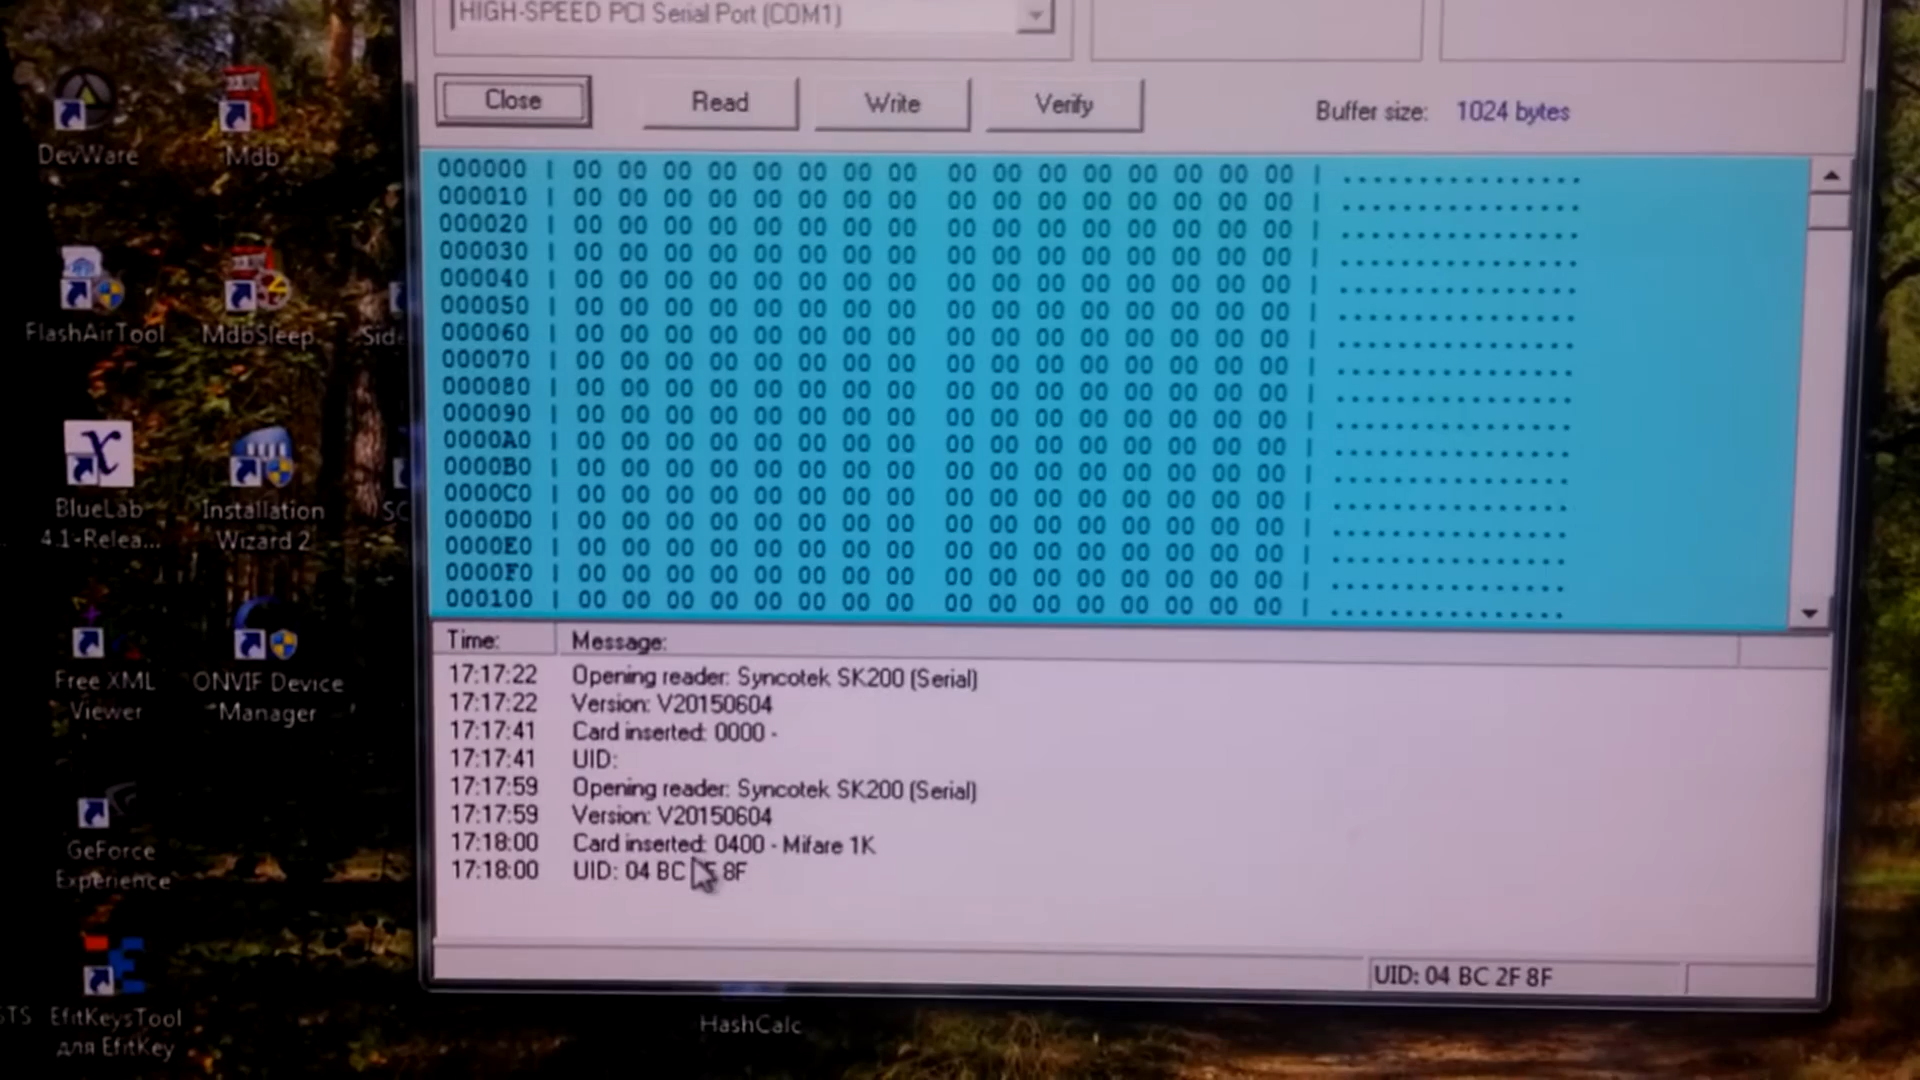 HIGH-SPEED PCI Serial Port (COM1)
Close Read Write Verify Buffer size: 1024 bytes
000000 | 00 00 00 00 00 00 00 00 00 00 00 00 00 00 00 00 | ................
000010 | 00 00 00 00 00 00 00 00 00 00 00 00 00 00 00 00 | ................
000020 | 00 00 00 00 00 00 00 00 00 00 00 00 00 00 00 00 | ................
000030 | 00 00 00 00 00 00 00 00 00 00 00 00 00 00 00 00 | ................
000040 | 00 00 00 00 00 00 00 00 00 00 00 00 00 00 00 00 | ................
000050 | 00 00 00 00 00 00 00 00 00 00 00 00 00 00 00 00 | ................
000060 | 00 00 00 00 00 00 00 00 00 00 00 00 00 00 00 00 | ................
000070 | 00 00 00 00 00 00 00 00 00 00 00 00 00 00 00 00 | ................
000080 | 00 00 00 00 00 00 00 00 00 00 00 00 00 00 00 00 | ................
000090 | 00 00 00 00 00 00 00 00 00 00 00 00 00 00 00 00 | ................
0000A0 | 00 00 00 00 00 00 00 00 00 00 00 00 00 00 00 00 | ................
0000B0 | 00 00 00 00 00 00 00 00 00 00 00 00 00 00 00 00 | ................
0000C0 | 00 00 00 00 00 00 00 00 00 00 00 00 00 00 00 00 | ................
0000D0 | 00 00 00 00 00 00 00 00 00 00 00 00 00 00 00 00 | ................
0000E0 | 00 00 00 00 00 00 00 00 00 00 00 00 00 00 00 00 | ................
0000F0 | 00 00 00 00 00 00 00 00 00 00 00 00 00 00 00 00 | ................
000100 | 00 00 00 00 00 00 00 00 00 00 00 00 00 00 00 00 | ................
Time: Message:
17:17:22 Opening reader: Syncotek SK200 (Serial)
17:17:22 Version: V20150604
17:17:41 Card inserted: 0000 -
17:17:41 UID:
17:17:59 Opening reader: Syncotek SK200 (Serial)
17:17:59 Version: V20150604
17:18:00 Card inserted: 0400 - Mifare 1K
17:18:00 UID: 04 BC 8F
UID: 04 BC 2F 8F
DevWare Mdb
FlashAirTool MdbSleep Side
BlueLab Installation SC
4.1-Relea... Wizard 2
Free XML ONVIF Device
Viewer Manager
GeForce
Experience
STS EfitKeysTool HashCalc
для EfitKey